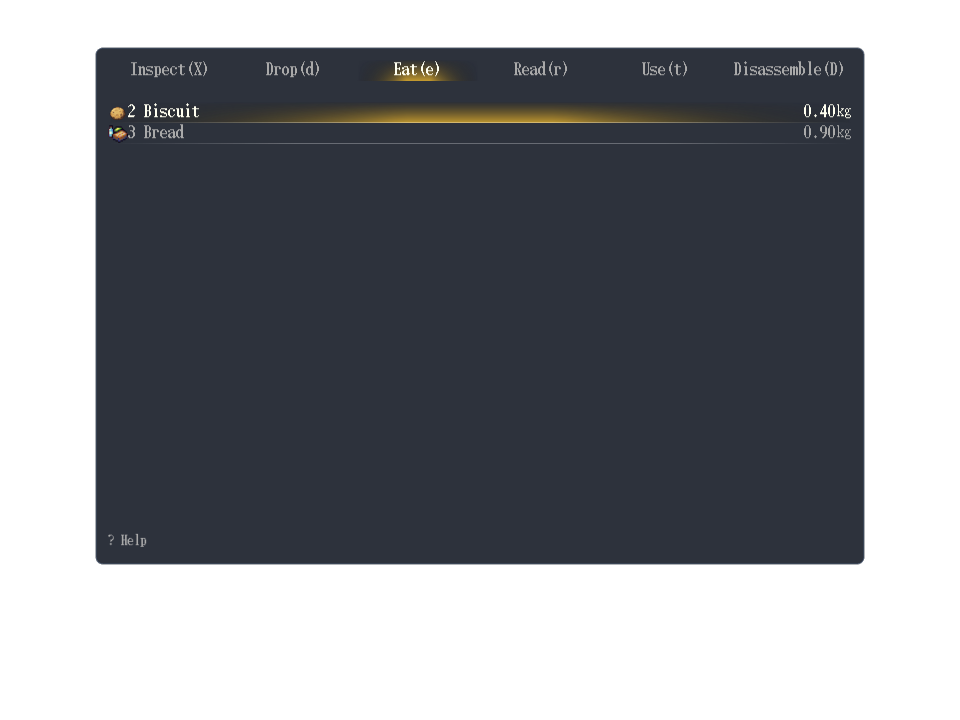 Inspect(X) Drop(d) Eat(e) Read(r) Use(t) Disassemble(D)
2 Biscuit 0.40kg
3 Bread 0.90kg
? Help